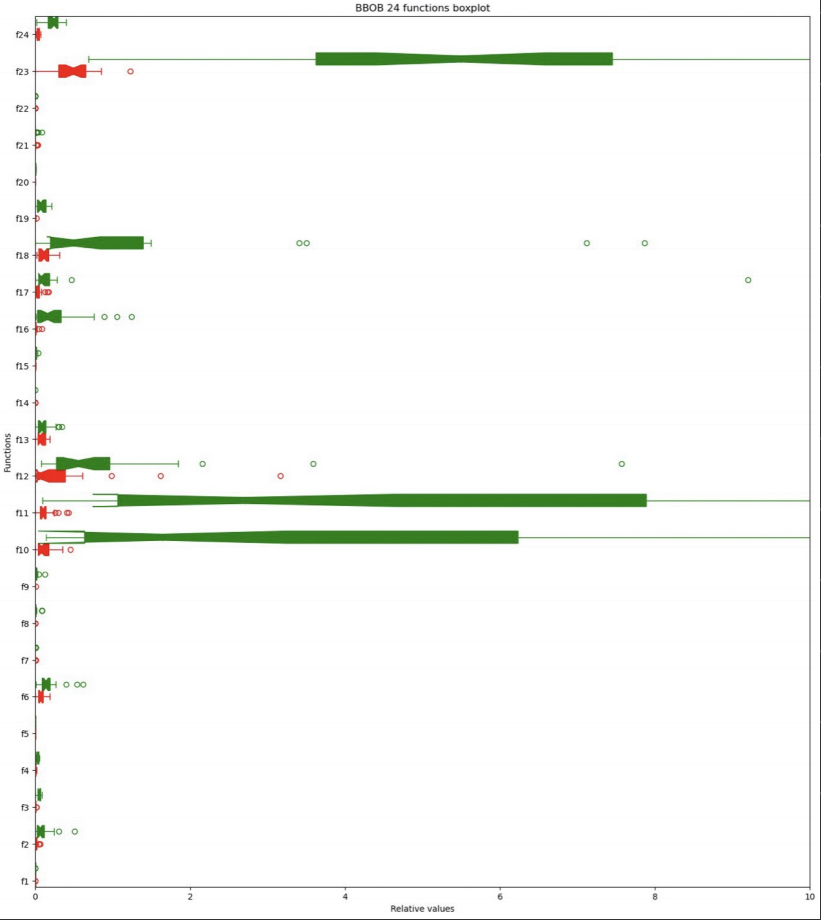 BBOB 24 functions boxplot
f24
f23
f22
f21
f20
f19
f18
f17
f16
f15
f14
f13
Functions
f12
f11
f10
f9
f8
f7
f6
f5
f4
f3
f2
f1
0 2 4 6 8 10
Relative values